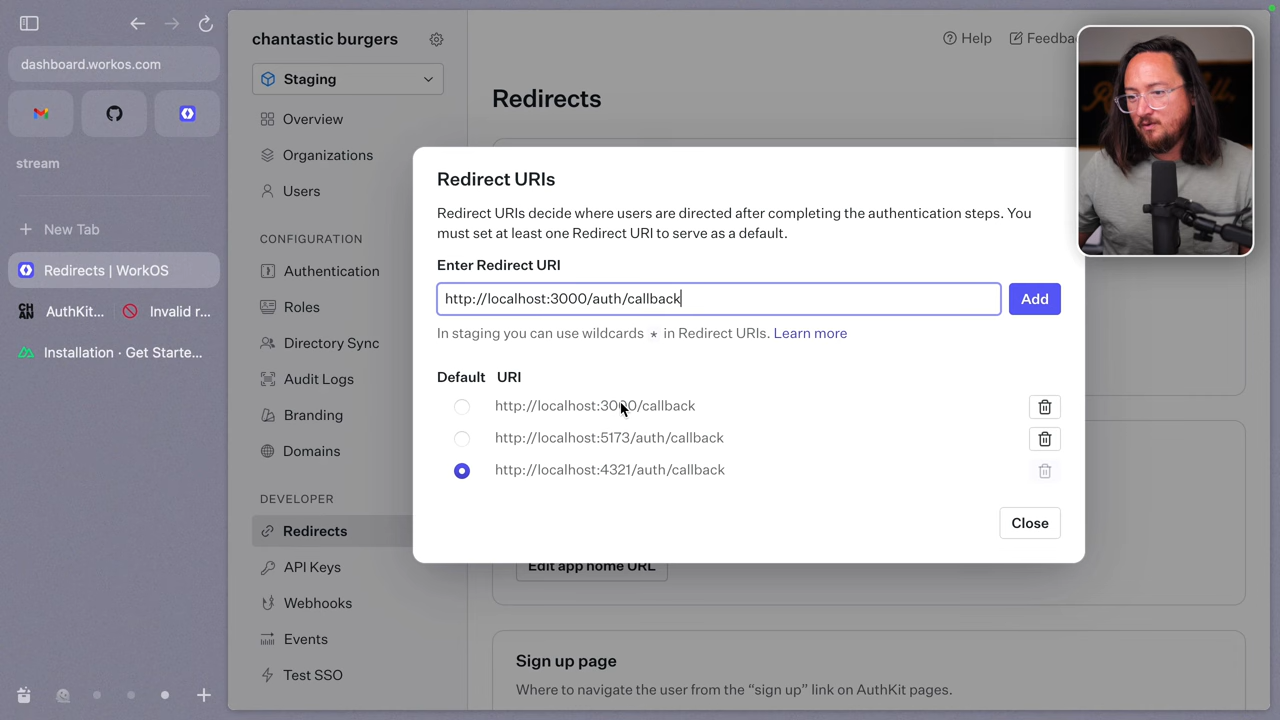 dashboard.workos.com
stream
New Tab
Redirects | WorkOS
CH
AN
AuthKit...
Invalid r...
Installation · Get Starte...
chantastic burgers
Staging
Overview
Organizations
Users
CONFIGURATION
Authentication
Roles
Directory Sync
Audit Logs
Branding
Domains
DEVELOPER
Redirects
API Keys
Webhooks
Events
Test SSO
Help
Redirects
Redirect URIs
Redirect URIs decide where users are directed after completing the authentication steps. You
must set at least one Redirect URI to serve as a default.
Enter Redirect URI
http://localhost:3000/auth/callback
Add
In staging you can use wildcards * in Redirect URIs. Learn more
Default URI
http://localhost:3000/callback
http://localhost:5173/auth/callback
http://localhost:4321/auth/callback
Close
Edit app home URL
Sign up page
Where to navigate the user from the “sign up” link on AuthKit pages.